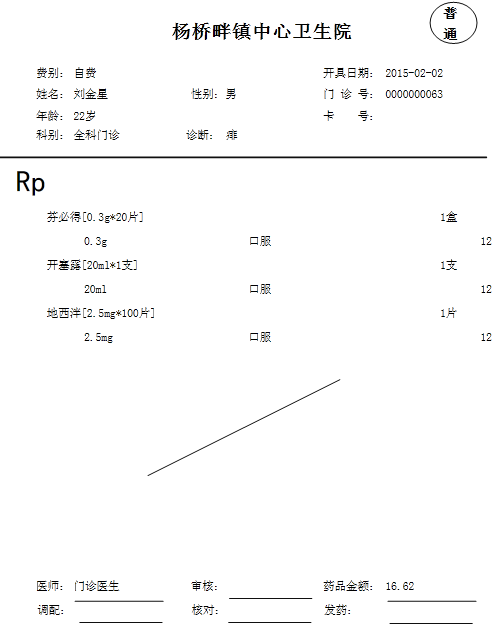 普通
杨桥畔镇中心卫生院
费别: 自费 开具日期: 2015-02-02
姓名: 刘金星 性别: 男 门 诊 号: 0000000063
年龄: 22岁 卡 号:
科别: 全科门诊 诊断: 痱
Rp
芬必得[0.3g*20片] 1盒
0.3g 口服 12
开塞露[20ml*1支] 1支
20ml 口服 12
地西泮[2.5mg*100片] 1片
2.5mg 口服 12
医师: 门诊医生 审核: 药品金额: 16.62
调配: 核对: 发药: